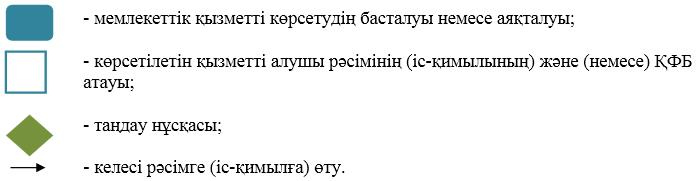 - мемлекеттік қызметті көрсетудің басталуы немесе аяқталуы;
- көрсетілетін қызметті алушы рәсімінің (іс-қимылының) және (немесе) ҚФБ
атауы;
- таңдау нұсқасы;
- келесі рәсімге (іс-қимылға) өту.